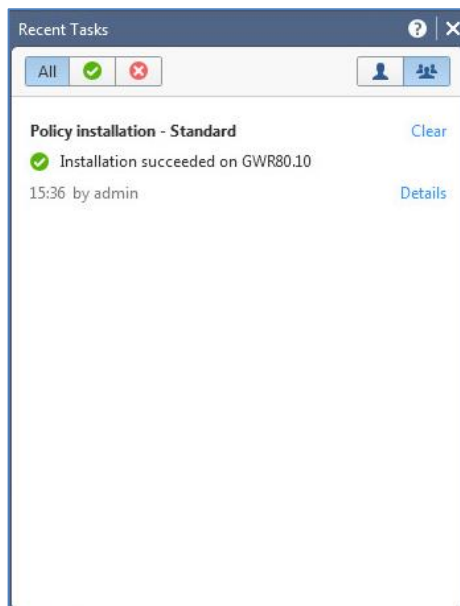 Recent Tasks
All
Policy installation - Standard Clear
Installation succeeded on GWR80.10
15:36 by admin Details